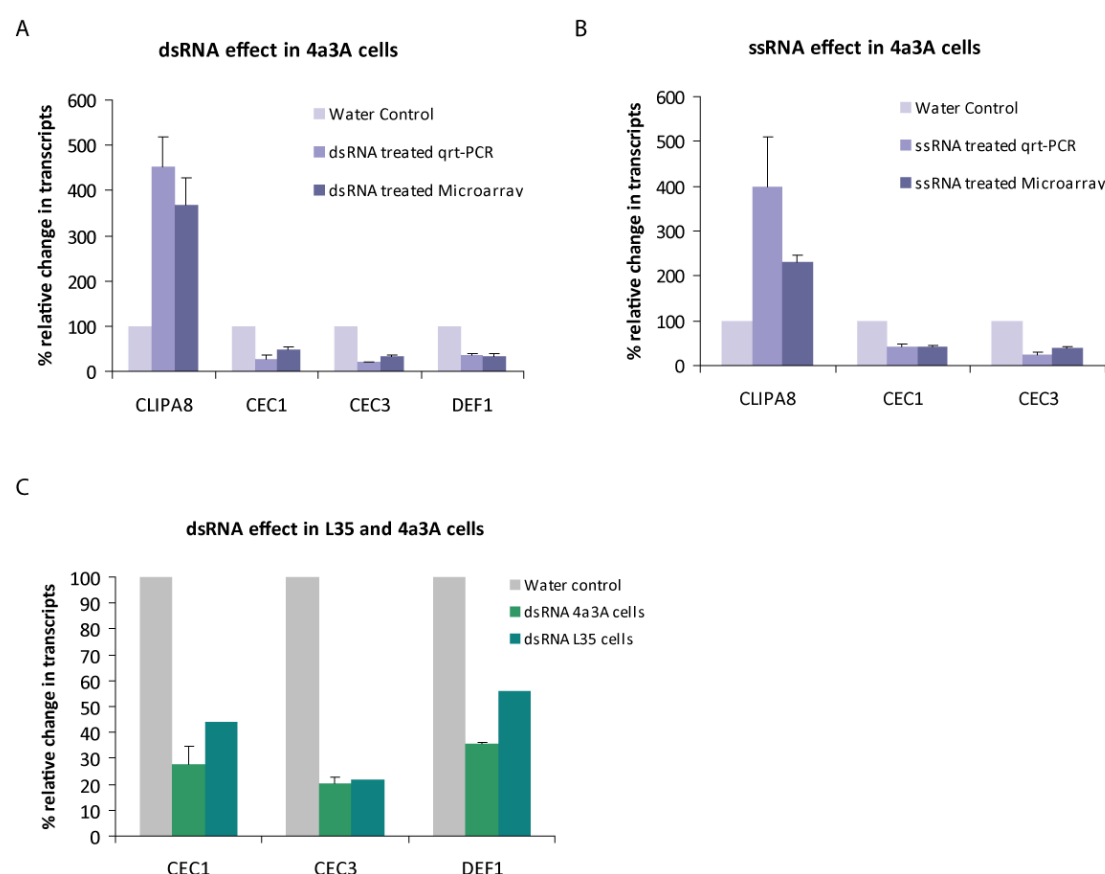 A
dsRNA effect in 4a3A cells
% relative change in transcripts
600
500
400
300
200
100
0
Water Control
dsRNA treated qrt-PCR
dsRNA treated Microarray
CLIPA8 CEC1 CEC3 DEF1
B
ssRNA effect in 4a3A cells
% relative change in transcripts
600
500
400
300
200
100
0
Water Control
ssRNA treated qrt-PCR
ssRNA treated Microarray
CLIPA8 CEC1 CEC3
C
dsRNA effect in L35 and 4a3A cells
% relative change in transcripts
100
90
80
70
60
50
40
30
20
10
0
Water control
dsRNA 4a3A cells
dsRNA L35 cells
CEC1 CEC3 DEF1